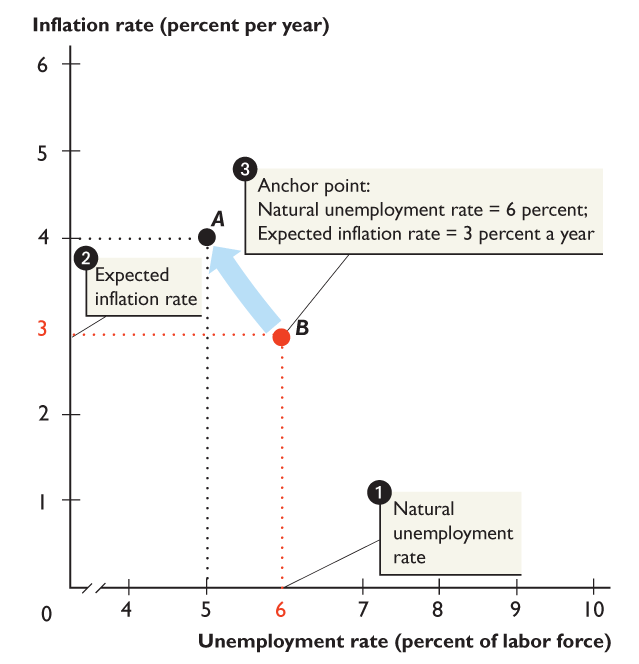 Inflation rate (percent per year)
6
5
3
Anchor point:
Natural unemployment rate = 6 percent;
Expected inflation rate = 3 percent a year
A
4
2
Expected
inflation rate
3
B
2
1
1
Natural
unemployment
rate
0
4
5
6
7
8
9
10
Unemployment rate (percent of labor force)